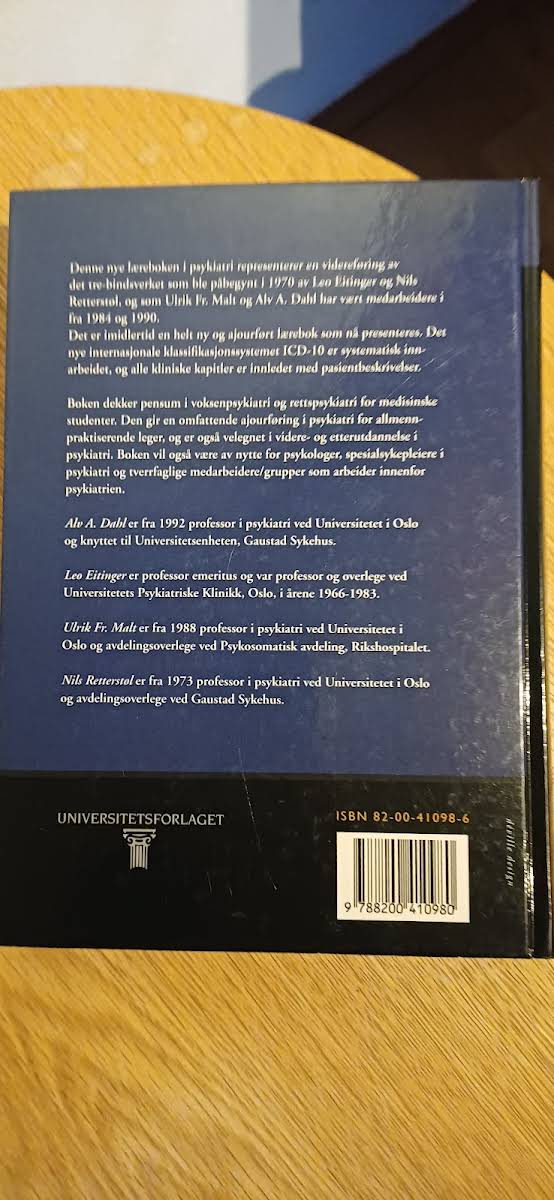 Denne nye læreboken i psykiatri representerer en videreføring av
det tre-bindsverket som ble påbegynt i 1970 av Leo Eitinger og Nils
Retterstøl, og som Ulrik Fr. Malt og Alv A. Dahl har vært medarbeidere i
fra 1984 og 1990.
Det er imidlertid en helt ny og ajourført lærebok som nå presenteres. Det
nye internasjonale klassifikasjonssystemet ICD-10 er systematisk inn-
arbeidet, og alle kliniske kapitler er innledet med pasientbeskrivelser.
Boken dekker pensum i voksenpsykiatri og rettspsykiatri for medisinske
studenter. Den gir en omfattende ajourføring i psykiatri for allmenn-
praktiserende leger, og er også velegnet i videre- og etterutdannelse i
psykiatri. Boken vil også være av nytte for psykologer, spesialsykepleiere i
psykiatri og tverrfaglige medarbeidere/grupper som arbeider innenfor
psykiatrien.
Alv A. Dahl er fra 1992 professor i psykiatri ved Universitetet i Oslo
og knyttet til Universitetsenheten, Gaustad Sykehus.
Leo Eitinger er professor emeritus og var professor og overlege ved
Universitetets Psykiatriske Klinikk, Oslo, i årene 1966-1983.
Ulrik Fr. Malt er fra 1988 professor i psykiatri ved Universitetet i
Oslo og avdelingsoverlege ved Psykosomatisk avdeling, Rikshospitalet.
Nils Retterstøl er fra 1973 professor i psykiatri ved Universitetet i Oslo
og avdelingsoverlege ved Gaustad Sykehus.
UNIVERSITETSFORLAGET
ISBN 82-00-41098-6
9 788200 410980
design